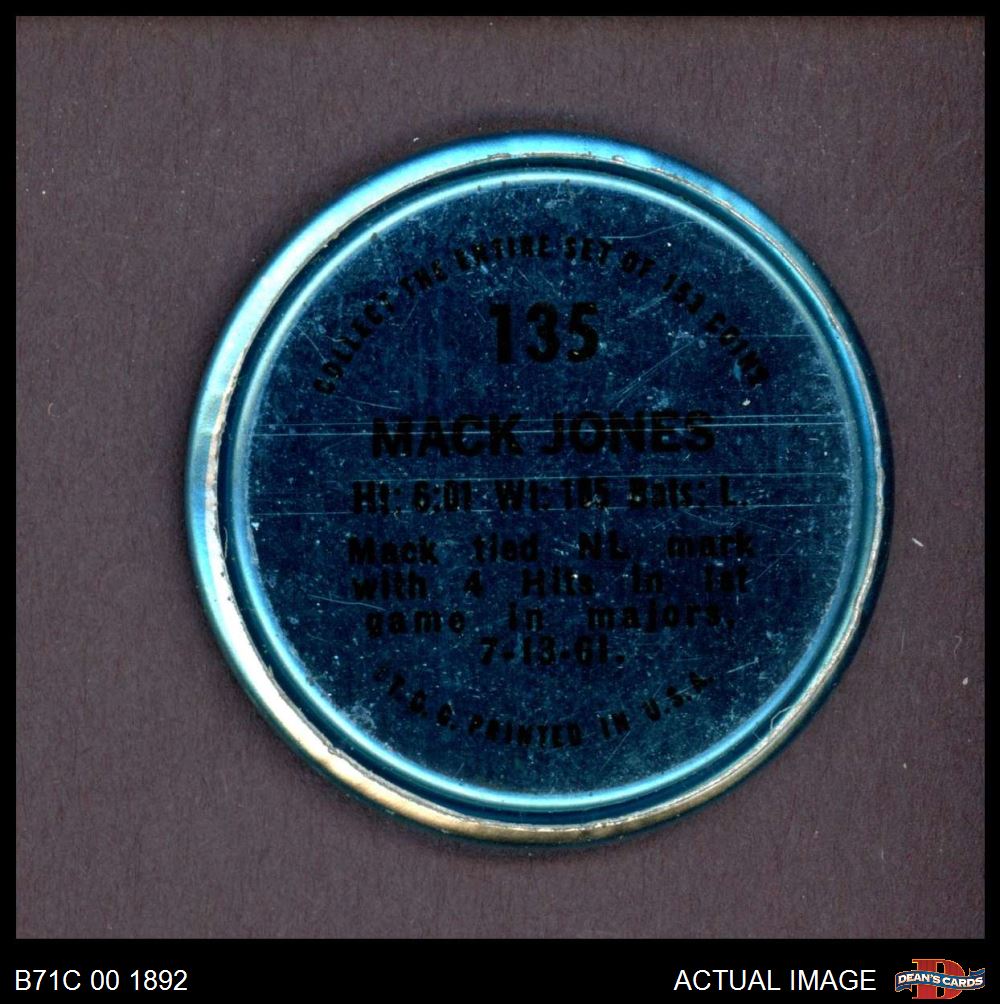 COLLECT THE ENTIRE SET OF 153 COINS
135
MACK JONES
Ht: 6:01 Wt: 185 Bats: L.
Mack tied NL mark
with 4 Hits in 1st
game in majors,
7-13-61.
©T.C.G. PRINTED IN U.S.A.
B71C 00 1892
ACTUAL IMAGE
DEAN'S CARDS